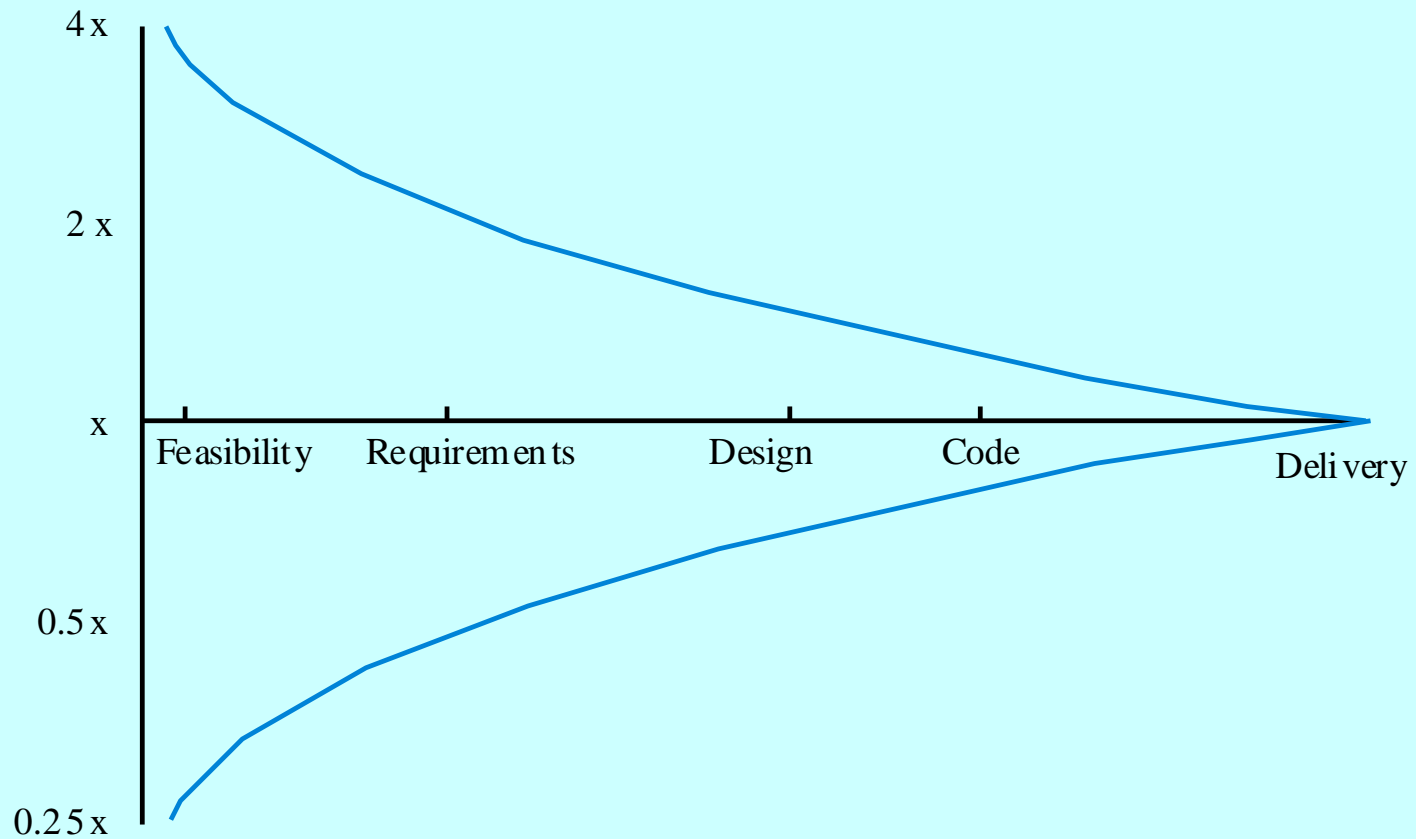 4x
2x
x
Feasibility Requirements Design Code Delivery
0.5x
0.25x